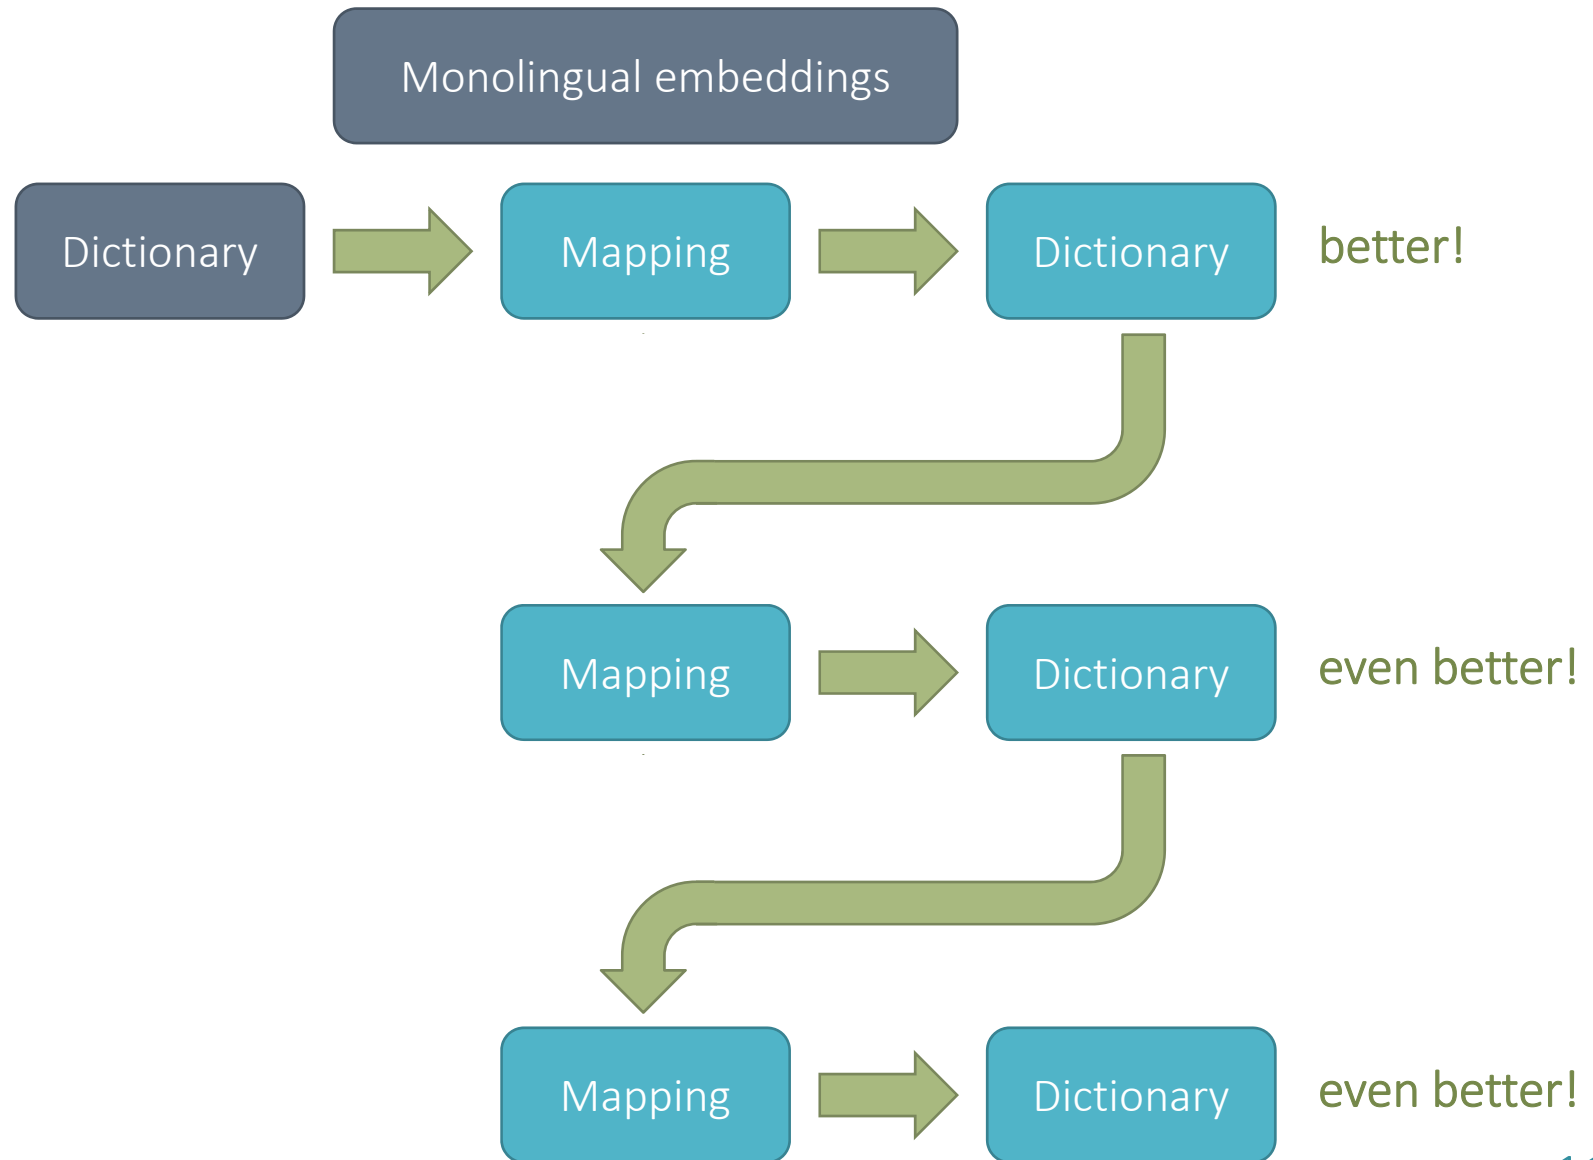 Monolingual embeddings
Dictionary
Mapping
Dictionary
better!
Mapping
Dictionary
even better!
Mapping
Dictionary
even better!